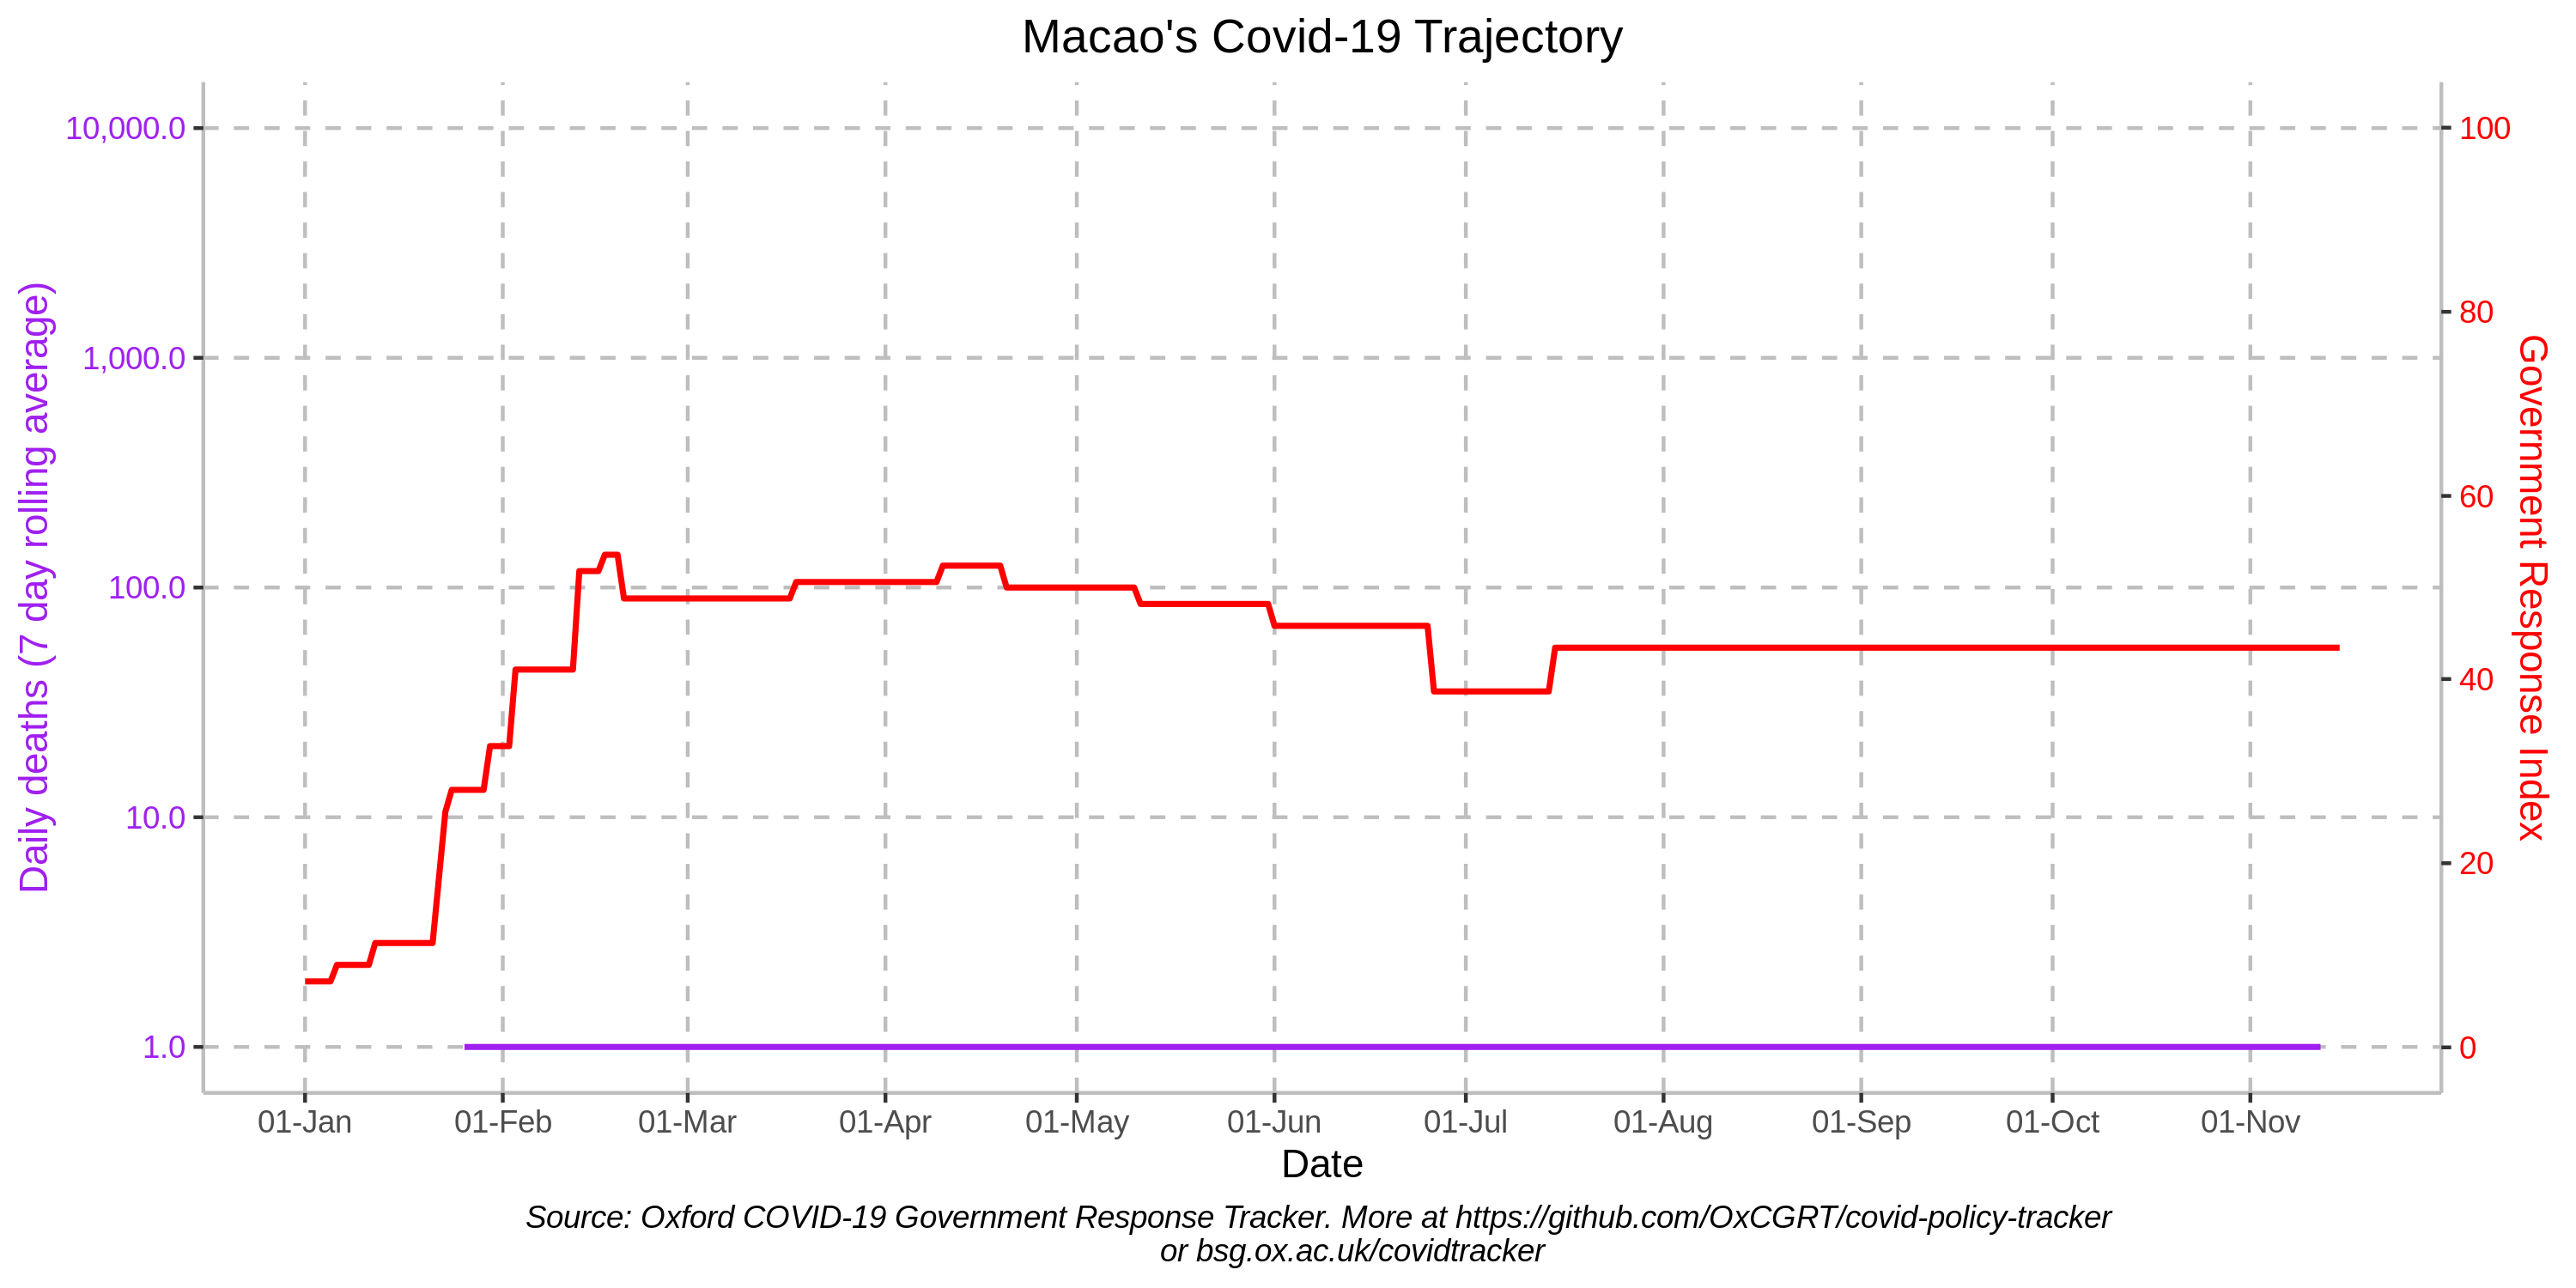 Macao's Covid-19 Trajectory
Daily deaths (7 day rolling average)
10,000.0
1,000.0
100.0
10.0
1.0
100
80
60
40
20
0
Government Response Index
01-Jan 01-Feb 01-Mar 01-Apr 01-May 01-Jun 01-Jul 01-Aug 01-Sep 01-Oct 01-Nov
Date
Source: Oxford COVID-19 Government Response Tracker. More at https://github.com/OxCGRT/covid-policy-tracker
or bsg.ox.ac.uk/covidtracker